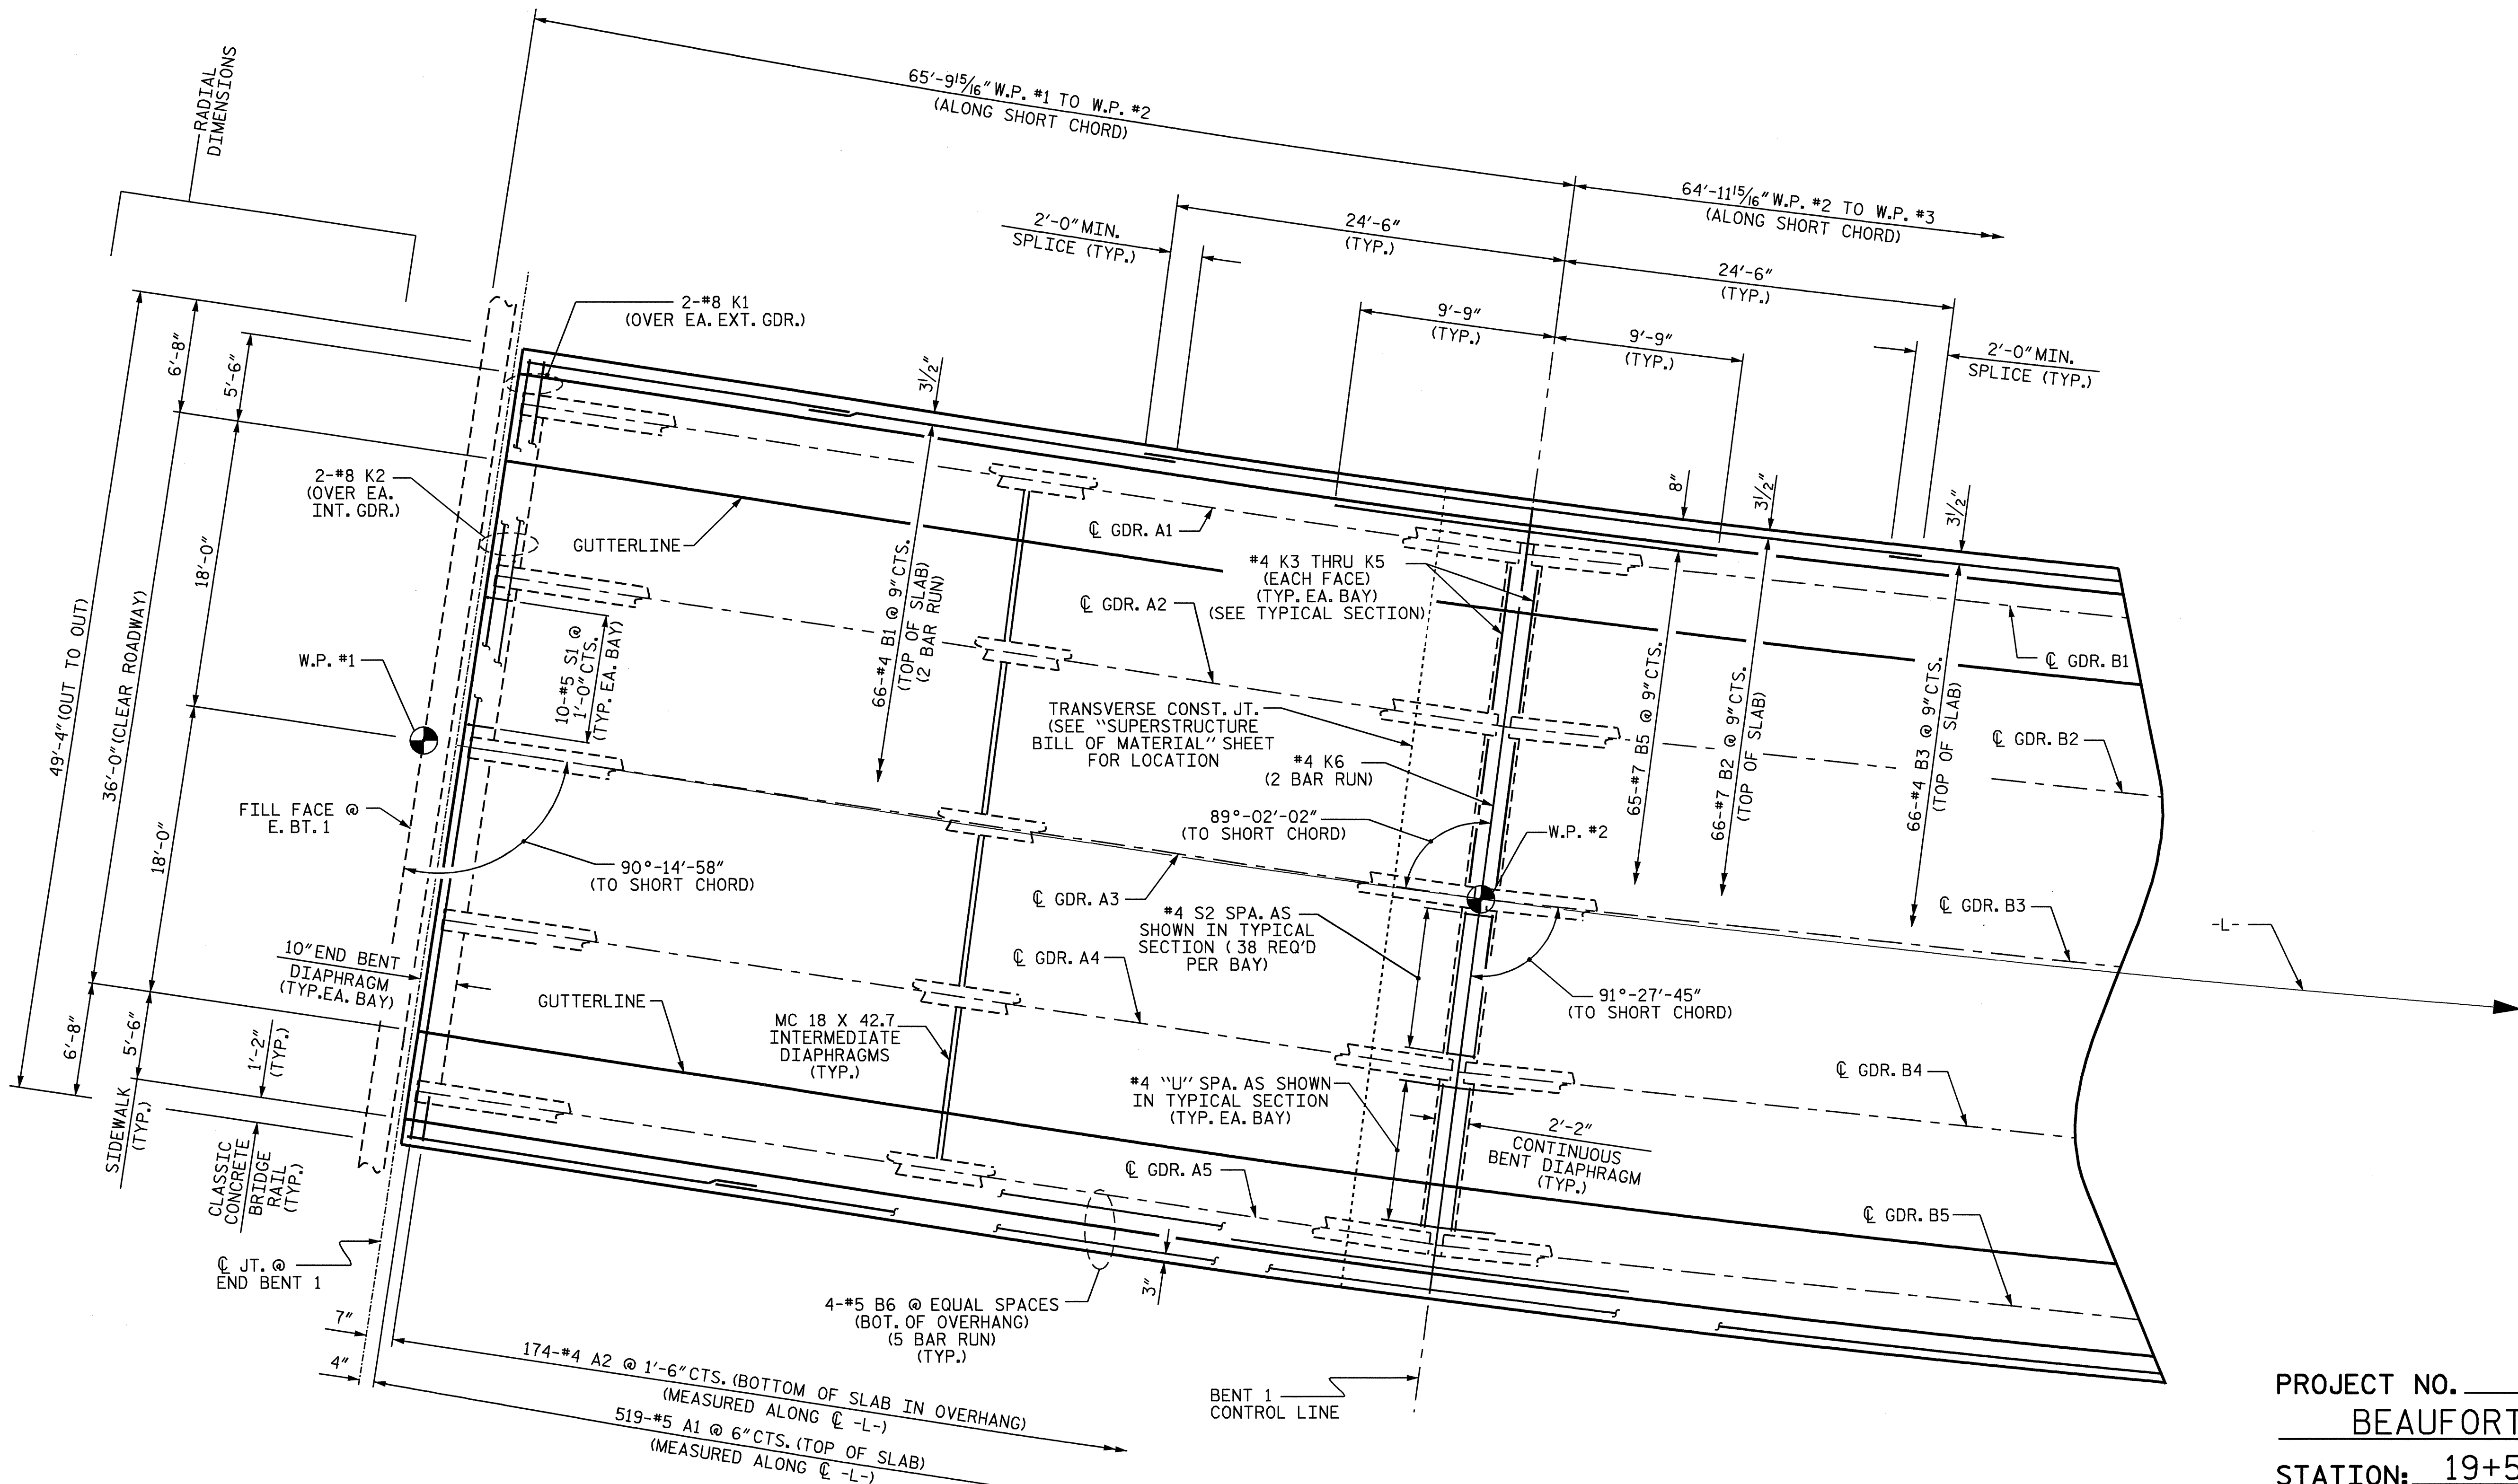 RADIAL
DIMENSIONS
65'-9 15/16" W.P. #1 TO W.P. #2
(ALONG SHORT CHORD)
64'-11 15/16" W.P. #2 TO W.P. #3
(ALONG SHORT CHORD)
2'-0" MIN.
SPLICE (TYP.)
24'-6"
(TYP.)
24'-6"
(TYP.)
9'-9"
(TYP.)
9'-9"
(TYP.)
2'-0" MIN.
SPLICE (TYP.)
2-#8 K1
(OVER EA. EXT. GDR.)
6'-8"
5'-6"
3½"
8"
3½"
3½"
2-#8 K2
(OVER EA.
INT. GDR.)
GUTTERLINE
℄ GDR. A1
#4 K3 THRU K5
(EACH FACE)
(TYP. EA. BAY)
(SEE TYPICAL SECTION)
18'-0"
49'-4" (OUT TO OUT)
36'-0" (CLEAR ROADWAY)
W.P. #1
10-#5 S1 @
1'-0" CTS.
(TYP. EA. BAY)
66-#4 B1 @ 9" CTS.
(TOP OF SLAB)
(2 BAR RUN)
℄ GDR. A2
TRANSVERSE CONST. JT.
(SEE "SUPERSTRUCTURE
BILL OF MATERIAL" SHEET
FOR LOCATION
#4 K6
(2 BAR RUN)
65-#7 B5 @ 9" CTS.
66-#7 B2 @ 9" CTS.
(TOP OF SLAB)
66-#4 B3 @ 9" CTS.
(TOP OF SLAB)
℄ GDR. B1
℄ GDR. B2
FILL FACE @
E. BT. 1
18'-0"
90°-14'-58"
(TO SHORT CHORD)
89°-02'-02"
(TO SHORT CHORD)
W.P. #2
℄ GDR. A3
#4 S2 SPA. AS
SHOWN IN TYPICAL
SECTION (38 REQ'D
PER BAY)
℄ GDR. B3
-L-
10" END BENT
DIAPHRAGM
(TYP. EA. BAY)
GUTTERLINE
℄ GDR. A4
MC 18 X 42.7
INTERMEDIATE
DIAPHRAGMS
(TYP.)
91°-27'-45"
(TO SHORT CHORD)
6'-8"
5'-6"
1'-2"
(TYP.)
SIDEWALK
(TYP.)
CLASSIC
CONCRETE
BRIDGE
RAIL
(TYP.)
#4 "U" SPA. AS SHOWN
IN TYPICAL SECTION
(TYP. EA. BAY)
2'-2"
CONTINUOUS
BENT DIAPHRAGM
(TYP.)
℄ GDR. B4
℄ GDR. A5
℄ GDR. B5
℄ JT. @
END BENT 1
3"
4-#5 B6 @ EQUAL SPACES
(BOT. OF OVERHANG)
(5 BAR RUN)
(TYP.)
7"
4"
174-#4 A2 @ 1'-6" CTS. (BOTTOM OF SLAB IN OVERHANG)
(MEASURED ALONG ℄ -L-)
519-#5 A1 @ 6" CTS. (TOP OF SLAB)
(MEASURED ALONG ℄ -L-)
BENT 1
CONTROL LINE
PROJECT NO.
BEAUFORT
STATION: 19+5